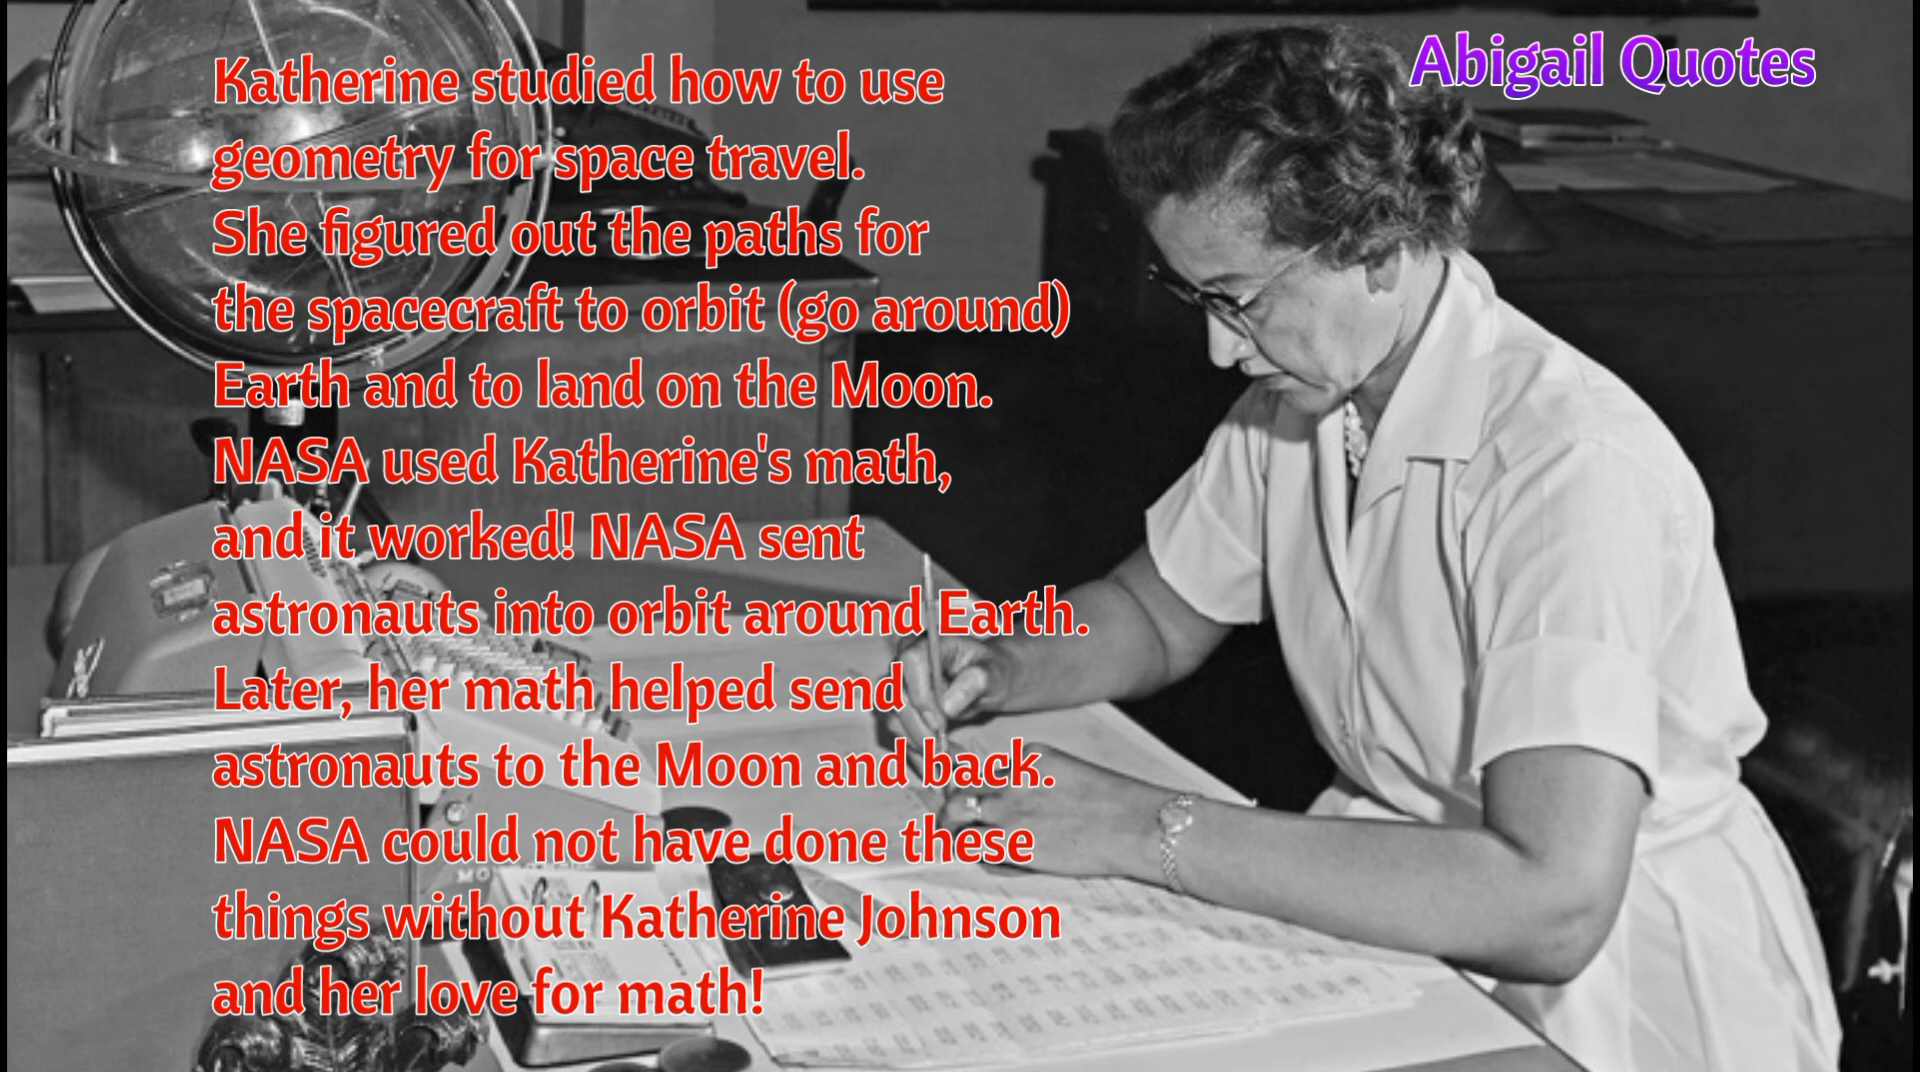 Abigail Quotes
Katherine studied how to use
geometry for space travel.
She figured out the paths for
the spacecraft to orbit (go around)
Earth and to land on the Moon.
NASA used Katherine's math,
and it worked! NASA sent
astronauts into orbit around Earth.
Later, her math helped send
astronauts to the Moon and back.
NASA could not have done these
things without Katherine Johnson
and her love for math!